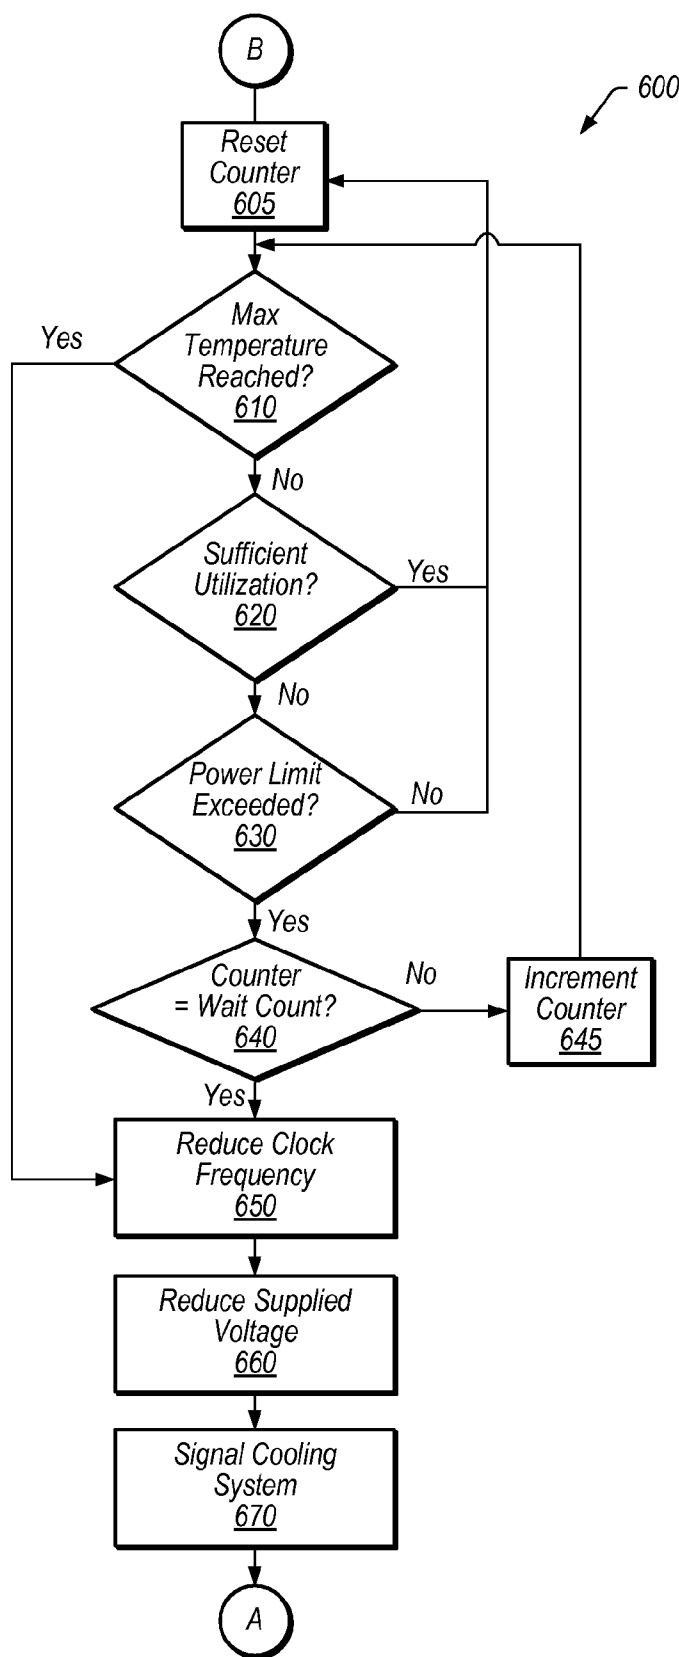 B
600
Reset
Counter
605
Yes
Max
Temperature
Reached?
610
No
Sufficient
Utilization?
620
Yes
No
Power Limit
Exceeded?
630
No
Yes
Counter
= Wait Count?
640
No
Increment
Counter
645
Yes
Reduce Clock
Frequency
650
Reduce Supplied
Voltage
660
Signal Cooling
System
670
A